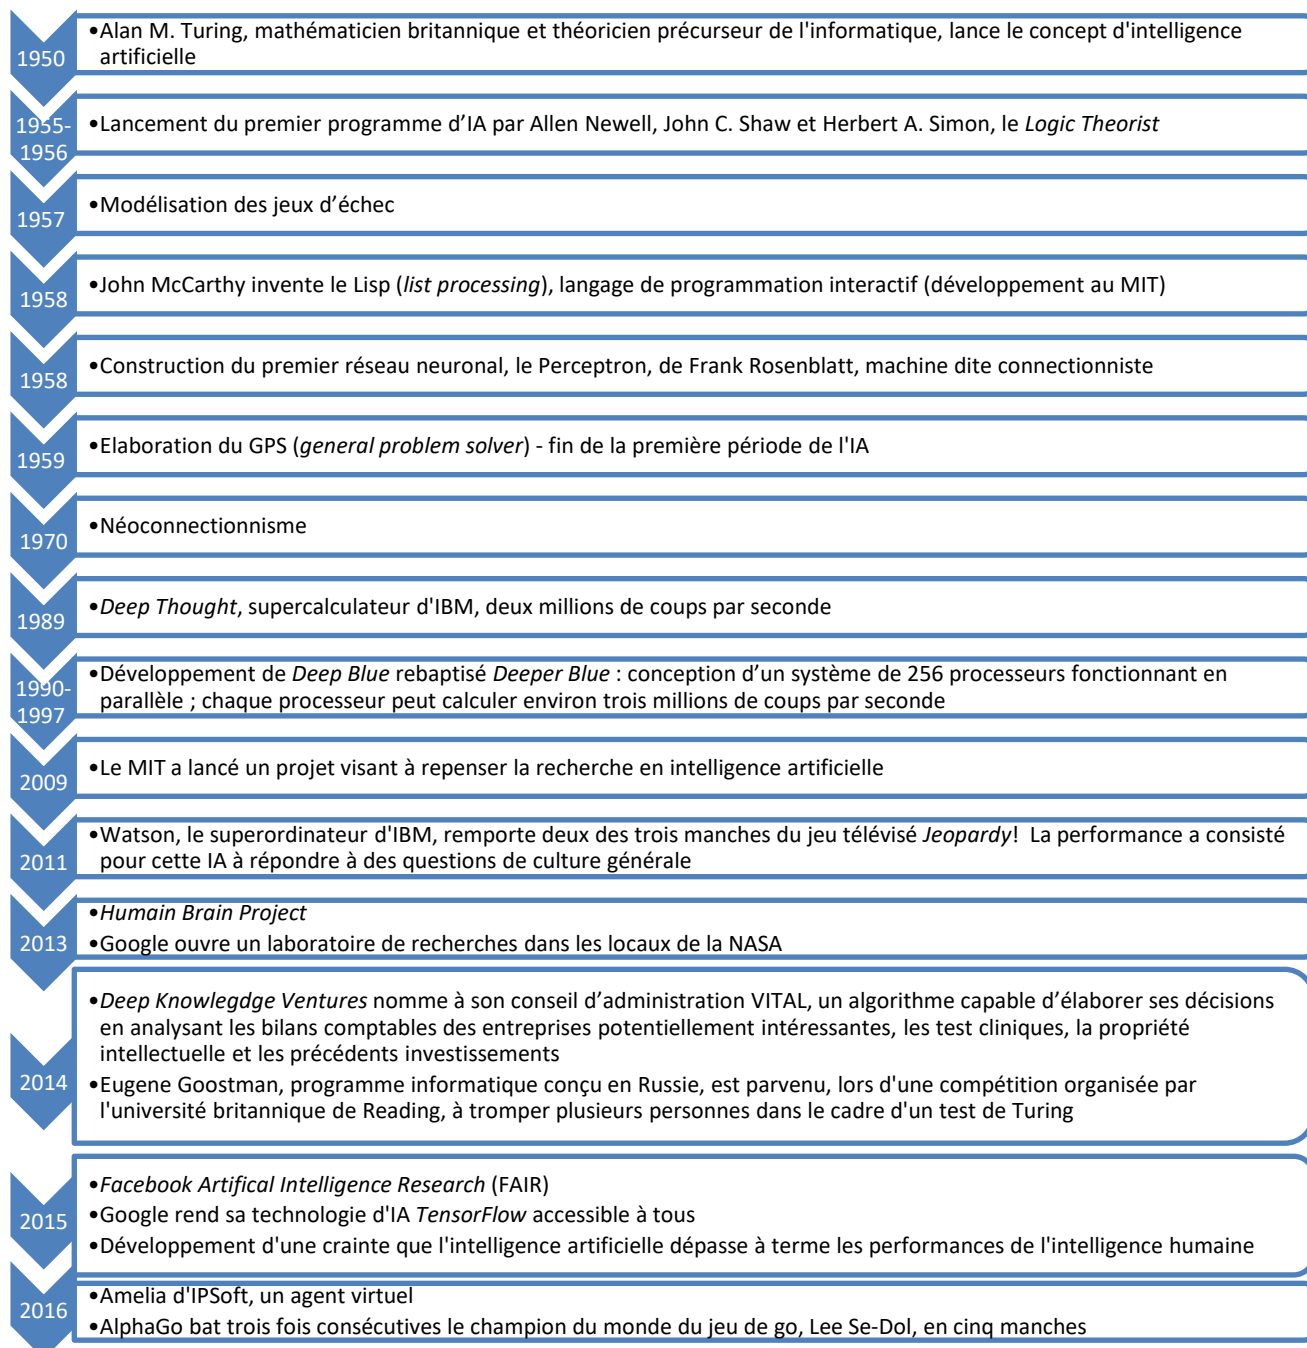 1950
•Alan M. Turing, mathématicien britannique et théoricien précurseur de l'informatique, lance le concept d'intelligence
artificielle
1955-
1956
•Lancement du premier programme d’IA par Allen Newell, John C. Shaw et Herbert A. Simon, le Logic Theorist
1957
•Modélisation des jeux d’échec
1958
•John McCarthy invente le Lisp (list processing), langage de programmation interactif (développement au MIT)
1958
•Construction du premier réseau neuronal, le Perceptron, de Frank Rosenblatt, machine dite connectionniste
1959
•Elaboration du GPS (general problem solver) - fin de la première période de l'IA
1970
•Néoconnectionnisme
1989
•Deep Thought, supercalculateur d'IBM, deux millions de coups par seconde
1990-
1997
•Développement de Deep Blue rebaptisé Deeper Blue : conception d’un système de 256 processeurs fonctionnant en
parallèle ; chaque processeur peut calculer environ trois millions de coups par seconde
2009
•Le MIT a lancé un projet visant à repenser la recherche en intelligence artificielle
2011
•Watson, le superordinateur d'IBM, remporte deux des trois manches du jeu télévisé Jeopardy! La performance a consisté
pour cette IA à répondre à des questions de culture générale
2013
•Humain Brain Project
•Google ouvre un laboratoire de recherches dans les locaux de la NASA
2014
•Deep Knowlegdge Ventures nomme à son conseil d’administration VITAL, un algorithme capable d’élaborer ses décisions
en analysant les bilans comptables des entreprises potentiellement intéressantes, les test cliniques, la propriété
intellectuelle et les précédents investissements
•Eugene Goostman, programme informatique conçu en Russie, est parvenu, lors d'une compétition organisée par
l'université britannique de Reading, à tromper plusieurs personnes dans le cadre d'un test de Turing
2015
•Facebook Artifical Intelligence Research (FAIR)
•Google rend sa technologie d'IA TensorFlow accessible à tous
•Développement d'une crainte que l'intelligence artificielle dépasse à terme les performances de l'intelligence humaine
2016
•Amelia d'IPSoft, un agent virtuel
•AlphaGo bat trois fois consécutives le champion du monde du jeu de go, Lee Se-Dol, en cinq manches